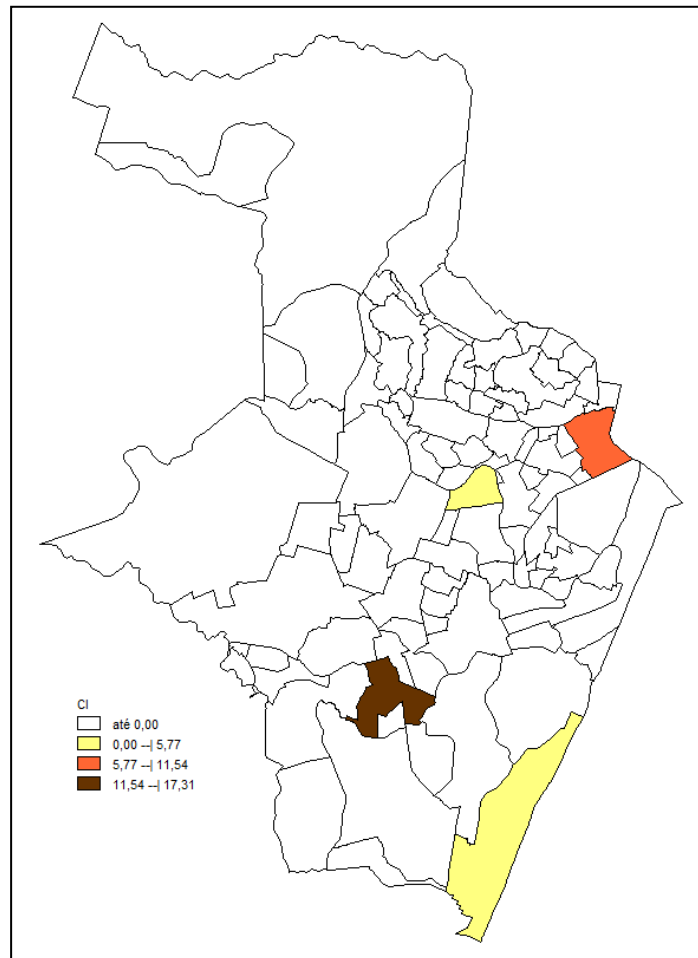 CI
até 0,00
0,00 --| 5,77
5,77 --| 11,54
11,54 --| 17,31